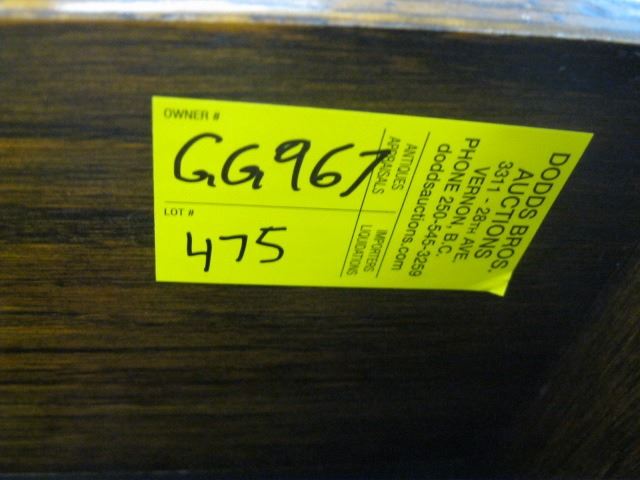 OWNER #
GG967
LOT #
475
ANTIQUES
APPRAISALS
IMPORTERS
LIQUIDATIONS
DODDS BROS.
AUCTIONS
3311 - 28TH AVE
VERNON, B.C.
PHONE 250-545-3259
doddsauctions.com